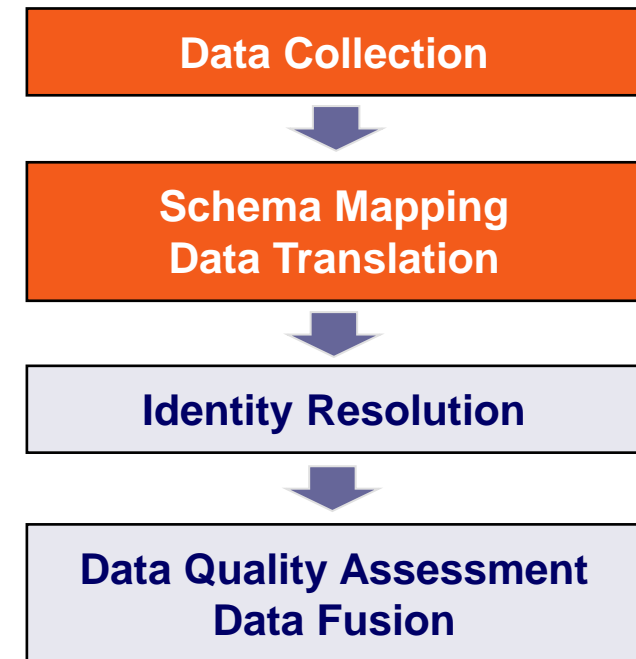 Data Collection
Schema Mapping
Data Translation
Identity Resolution
Data Quality Assessment
Data Fusion